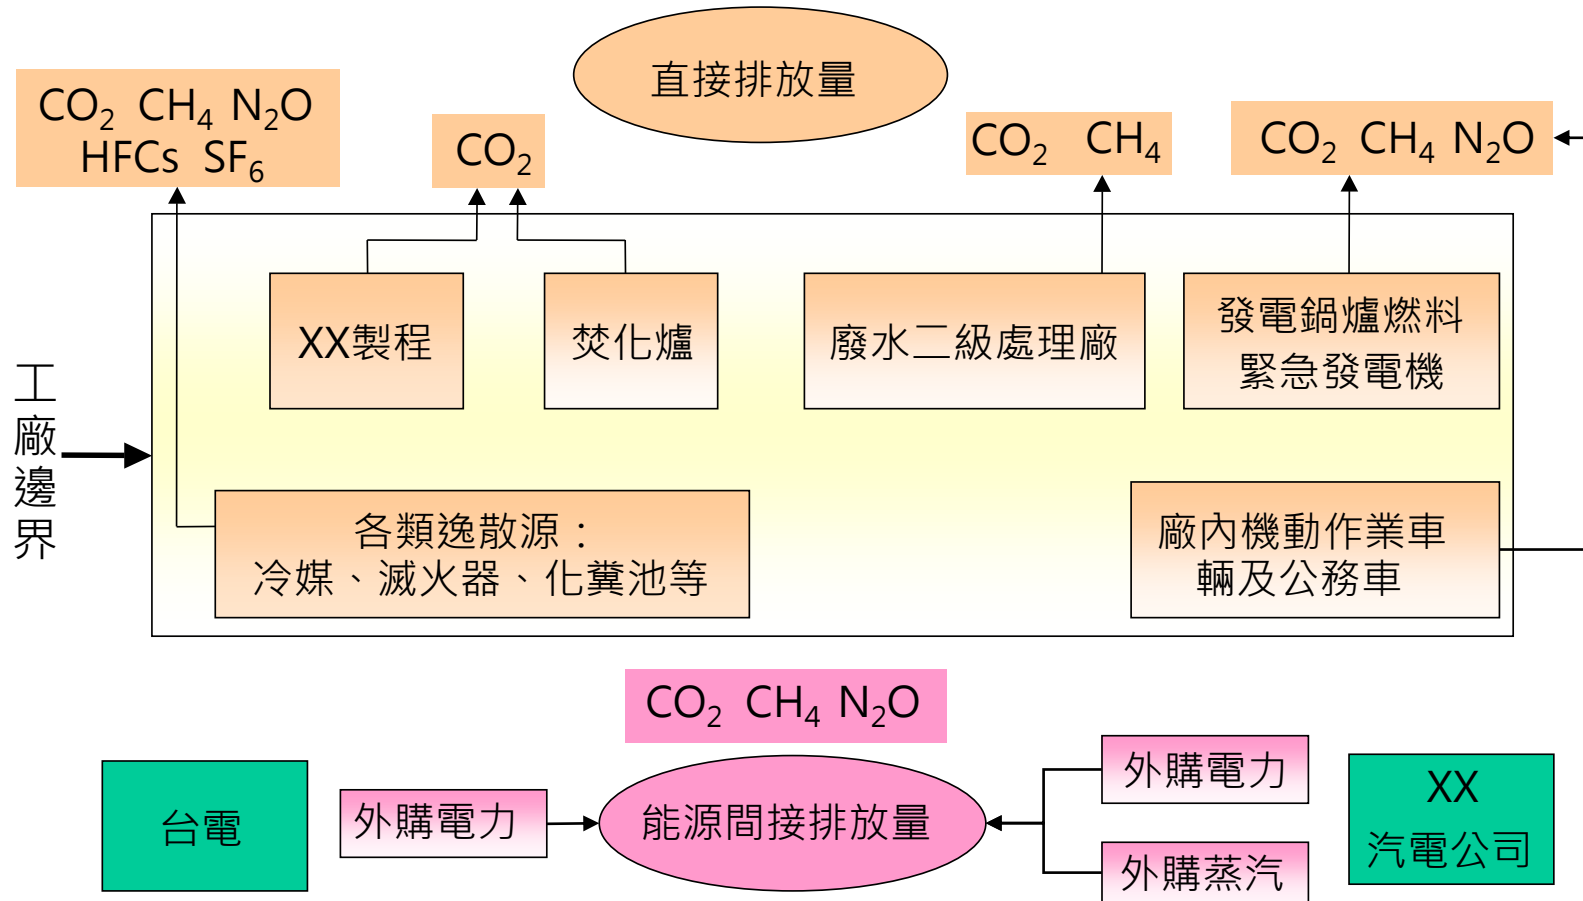 直接排放量
CO₂ CH₄ N₂O
HFCs SF₆
CO₂
CO₂ CH₄
CO₂ CH₄ N₂O
XX製程
焚化爐
廢水二級處理廠
發電鍋爐燃料
緊急發電機
工廠邊界
各類逸散源：
冷媒、滅火器、化糞池等
廠內機動作業車
輛及公務車
CO₂ CH₄ N₂O
台電
外購電力
能源間接排放量
外購電力
外購蒸汽
XX
汽電公司